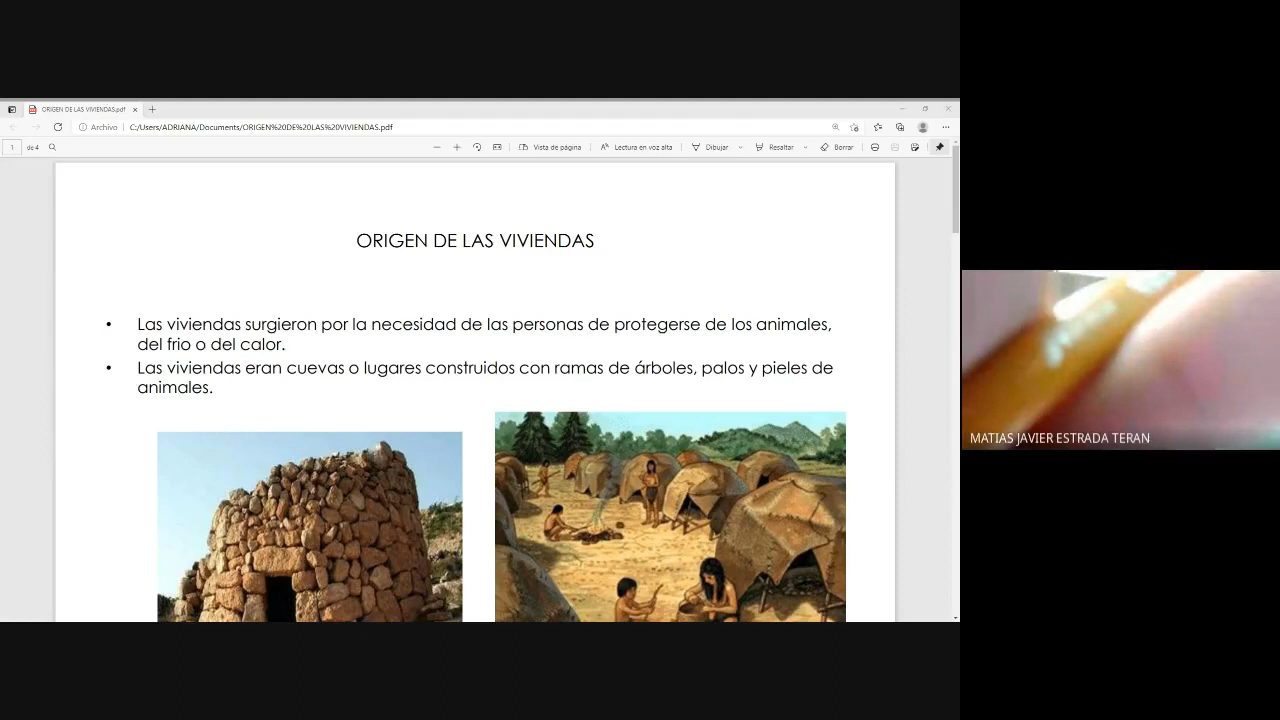 ORIGEN DE LAS VIVIENDAS.pdf
Archivo C:/Users/ADRIANA/Documents/ORIGEN%20DE%20LAS%20VIVIENDAS.pdf
1 de 4 Vista de página Lectura en voz alta Dibujar Resaltar Borrar
ORIGEN DE LAS VIVIENDAS
• Las viviendas surgieron por la necesidad de las personas de protegerse de los animales,
del frio o del calor.
• Las viviendas eran cuevas o lugares construidos con ramas de árboles, palos y pieles de
animales.
MATIAS JAVIER ESTRADA TERAN